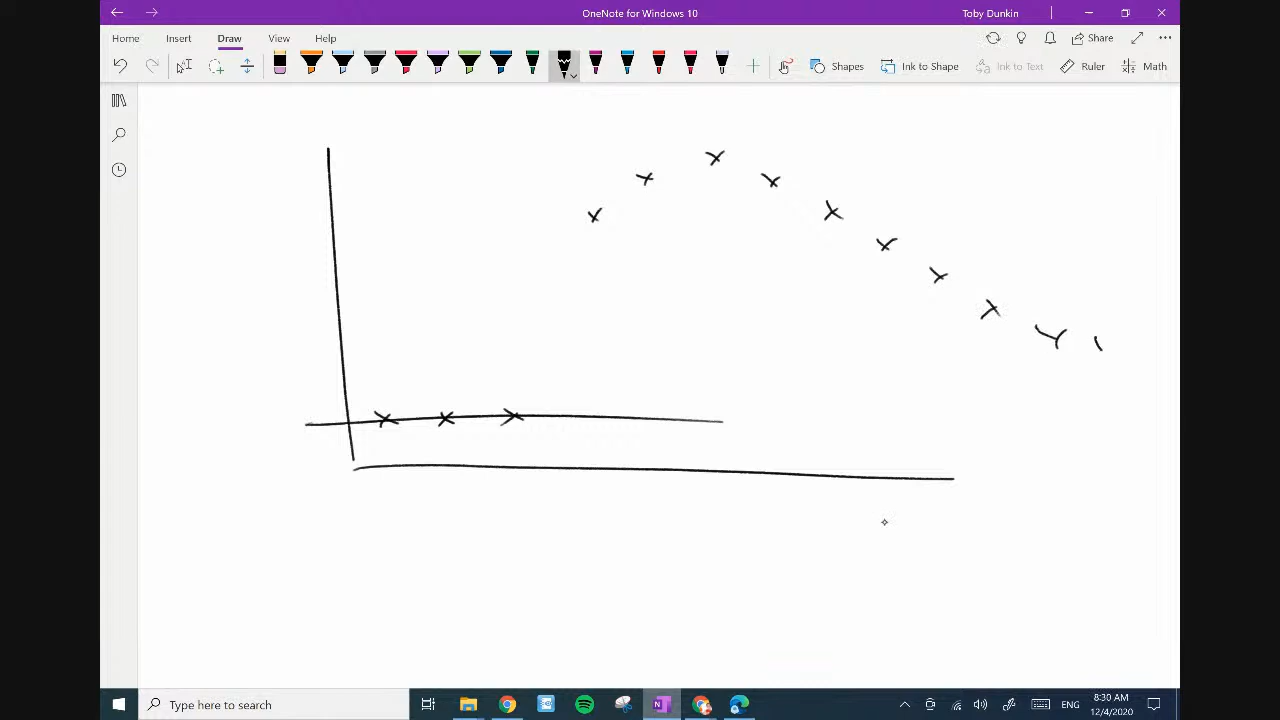 OneNote for Windows 10
Toby Dunkin
Home Insert Draw View Help
Share
Shapes Ink to Shape Ink to Text Ruler Math
Type here to search
ENG
8:30 AM
12/4/2020